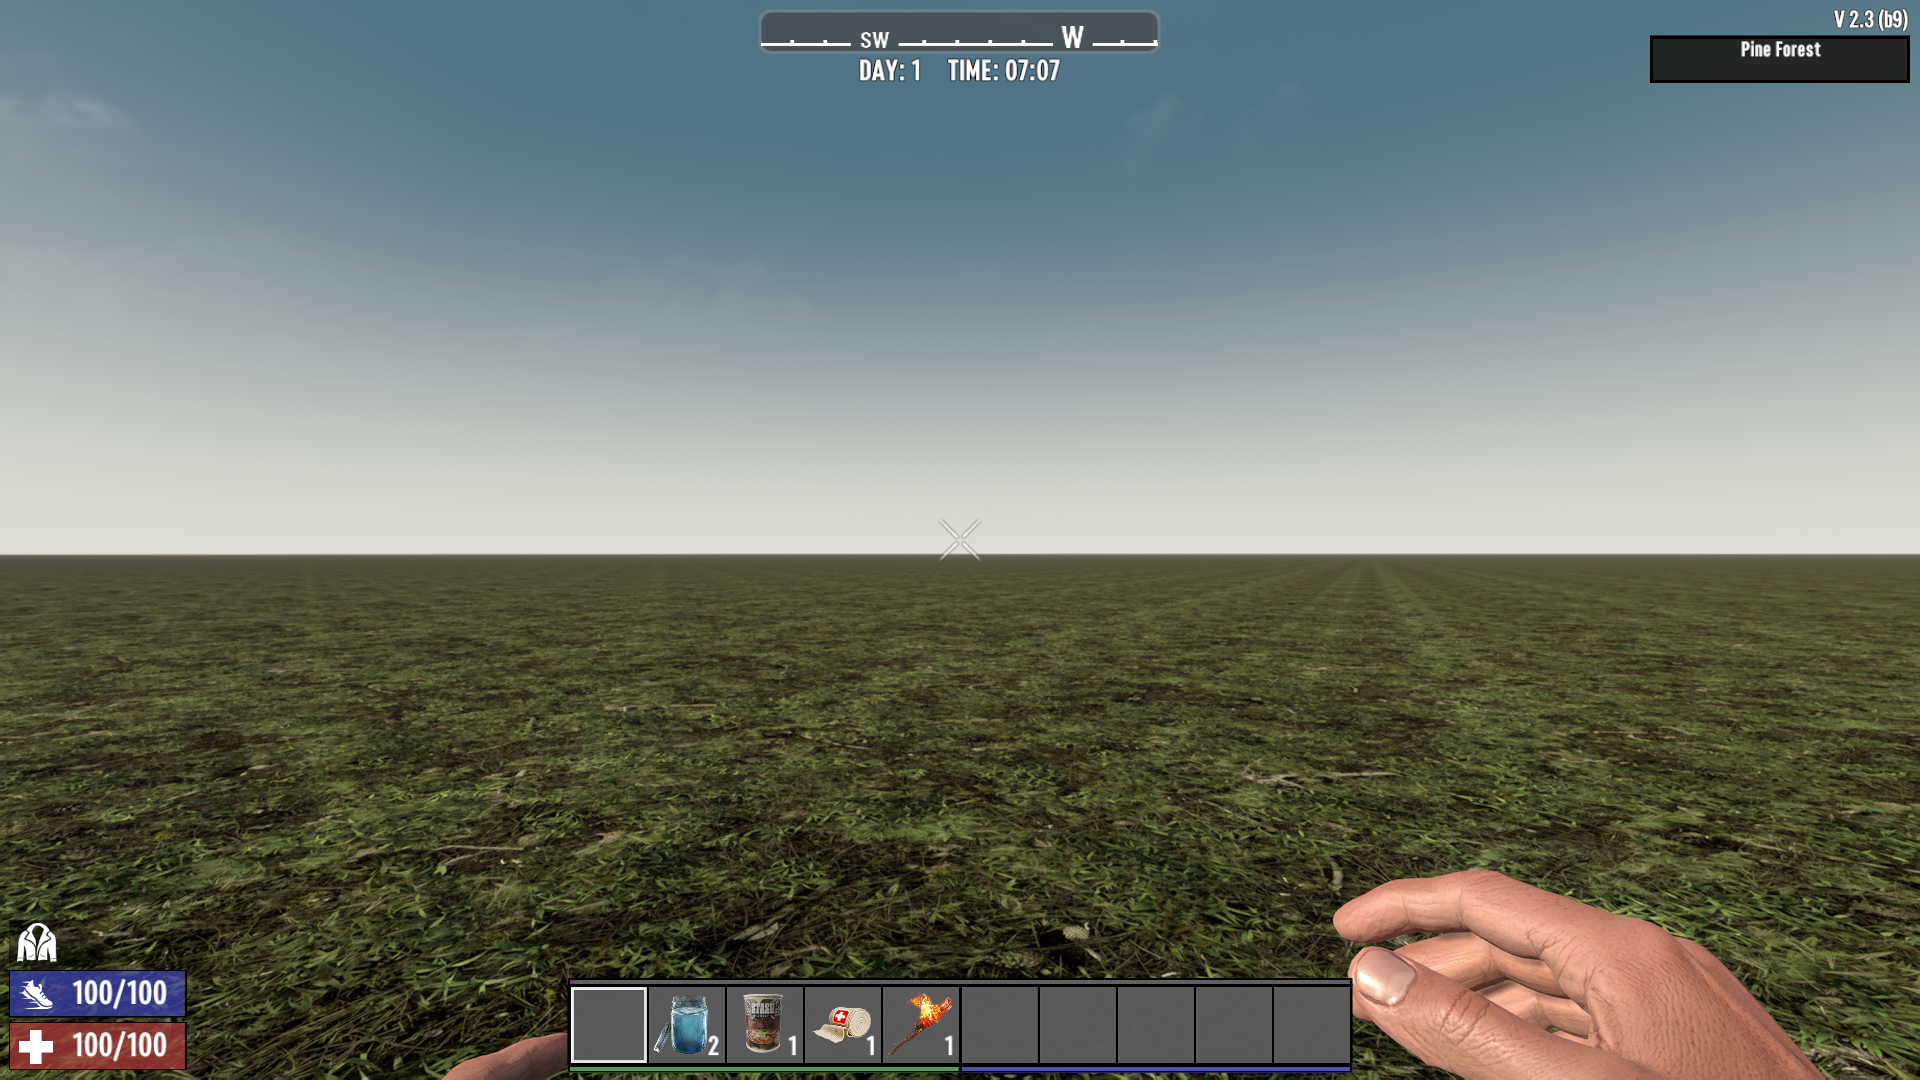 V 2.3 (b9)
SW W
DAY: 1 TIME: 07:07
Pine Forest
100/100
100/100
2 1 1 1